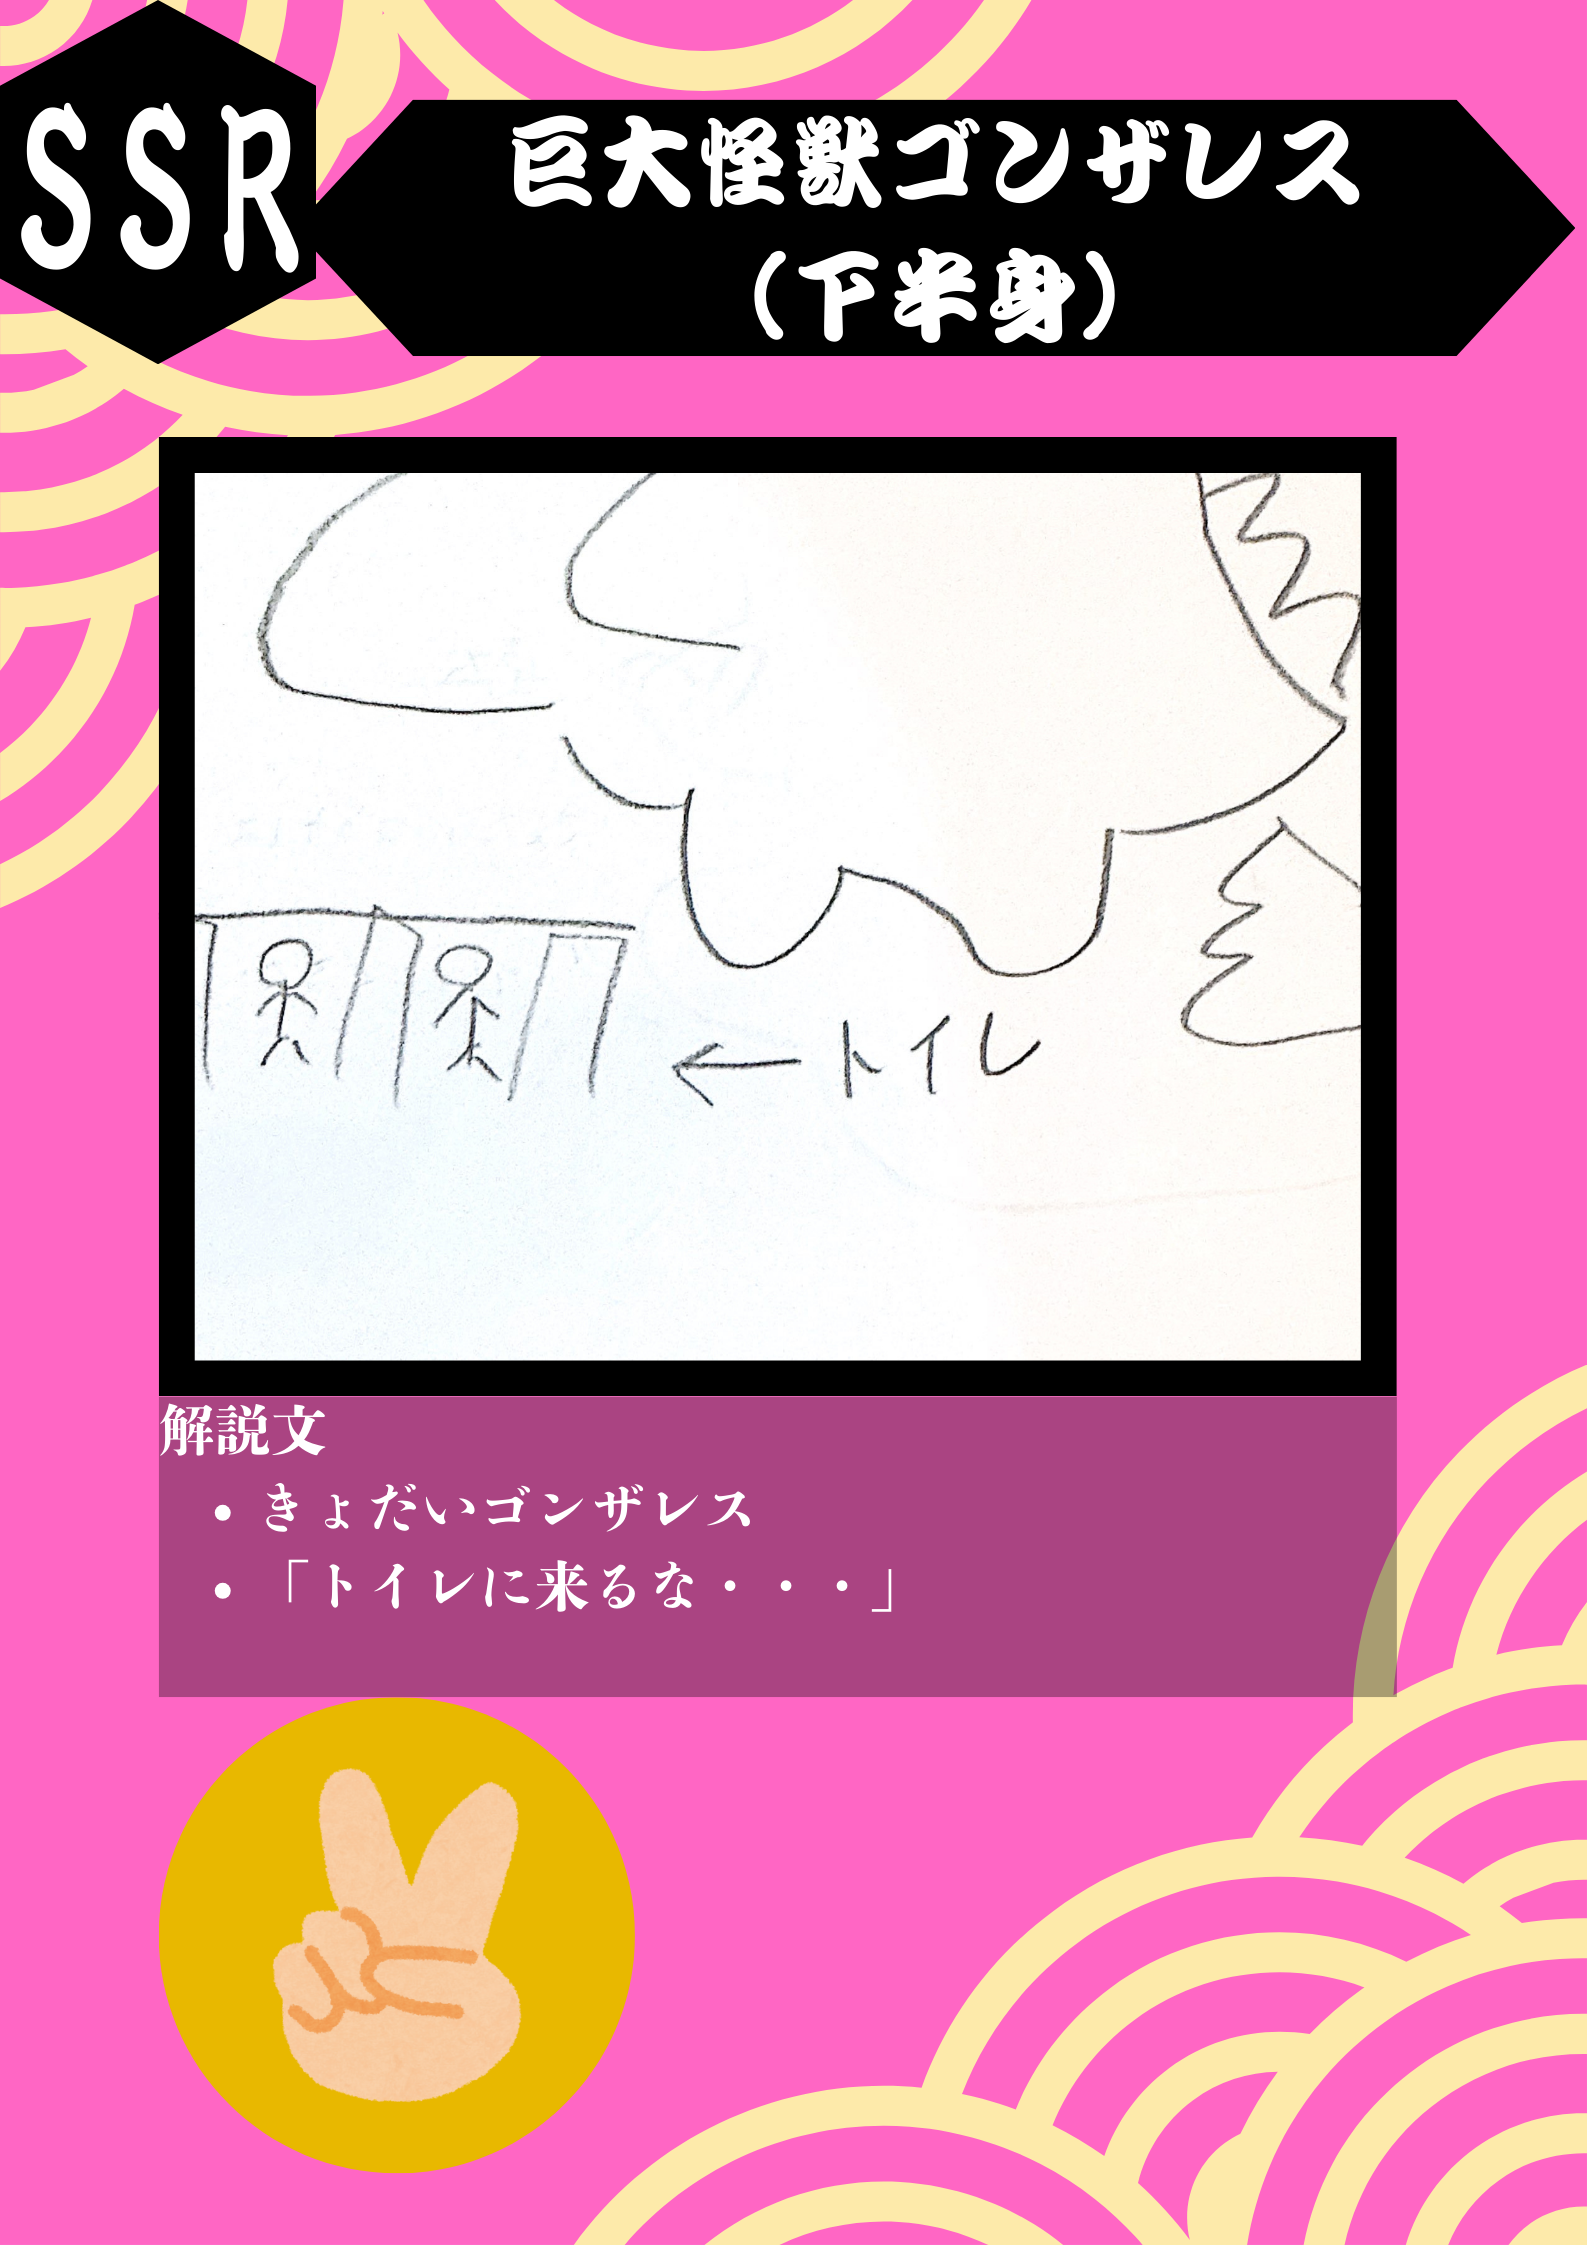 SSR
巨大怪獣ゴンザレス
（下半身）
←トイレ
解説文
• きょだいゴンザレス
• 「トイレに来るな・・・」